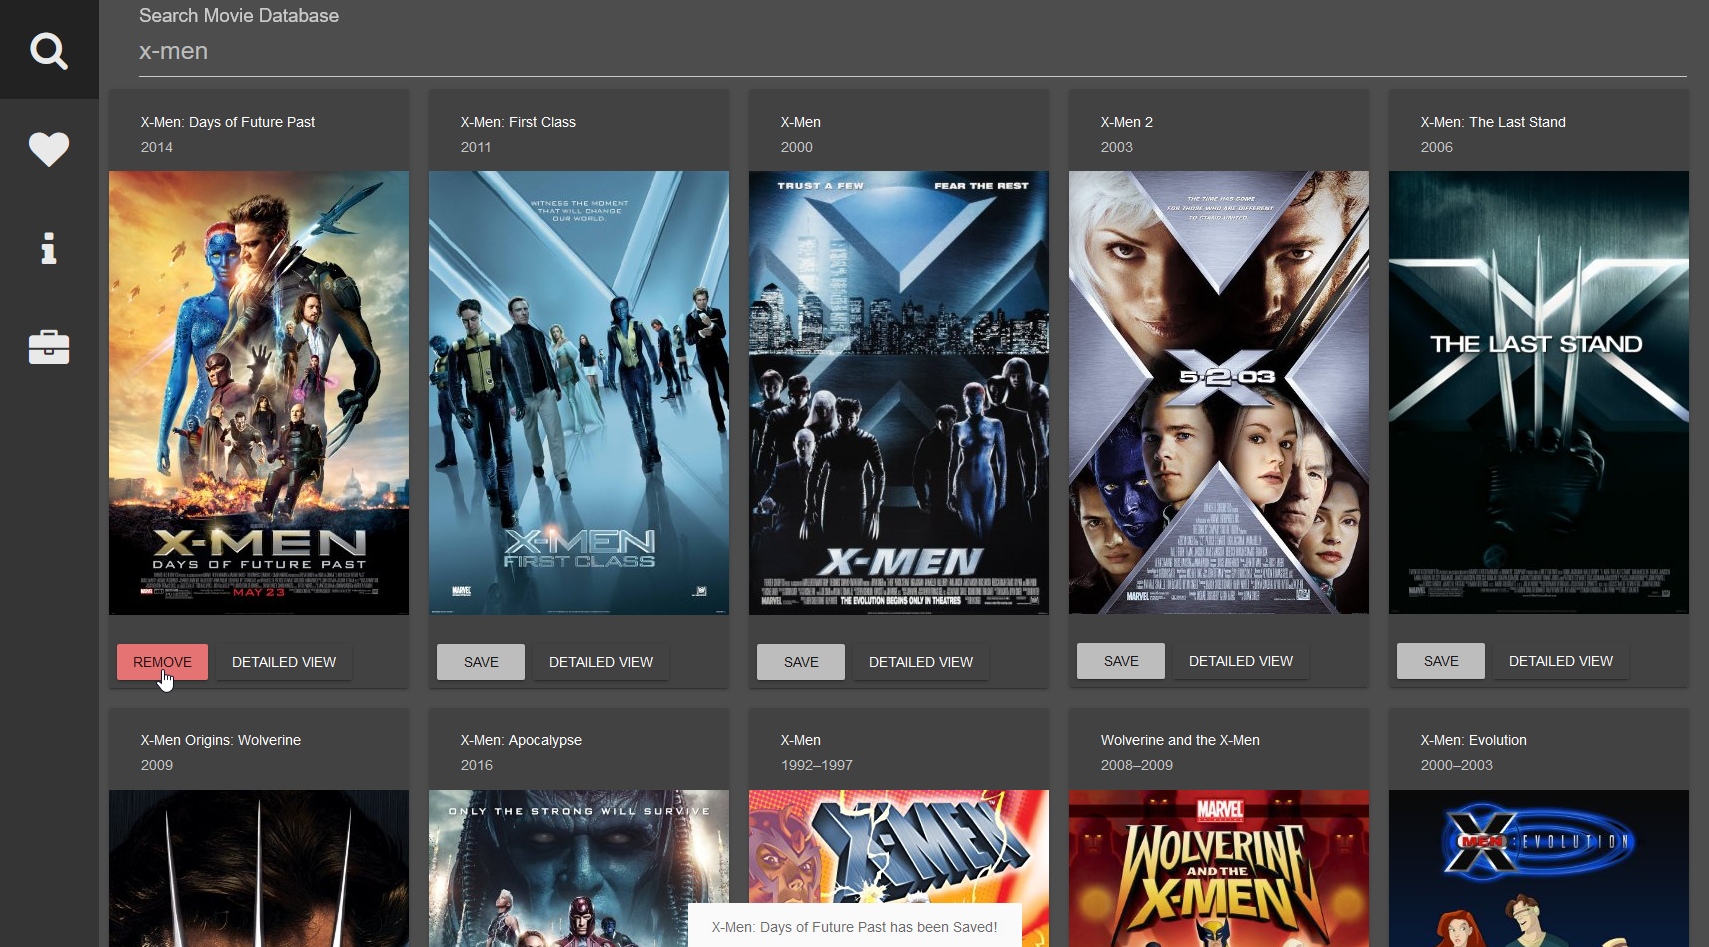 Search Movie Database
x-men
X-Men: Days of Future Past
2014
X-Men: First Class
2011
X-Men
2000
X-Men 2
2003
X-Men: The Last Stand
2006
X-MEN
DAYS OF FUTURE PAST
MAY 23
WITNESS THE MOMENT
THAT WILL CHANGE
OUR WORLD.
X-MEN
FIRST CLASS
MARVEL
TRUST A FEW
FEAR THE REST
X-MEN
MARVEL
THE EVOLUTION BEGINS ONLY IN THEATRES
THE TIME HAS COME
FOR THOSE WHO ARE DIFFERENT
TO STAND UNITED.
X
5·2·03
MARVEL
THE LAST STAND
REMOVE
DETAILED VIEW
SAVE
DETAILED VIEW
SAVE
DETAILED VIEW
SAVE
DETAILED VIEW
SAVE
DETAILED VIEW
X-Men Origins: Wolverine
2009
X-Men: Apocalypse
2016
X-Men
1992–1997
Wolverine and the X-Men
2008–2009
X-Men: Evolution
2000–2003
ONLY THE STRONG WILL SURVIVE
X-MEN
MARVEL
WOLVERINE
AND THE
X-MEN
X MEN:EVOLUTION
X-Men: Days of Future Past has been Saved!